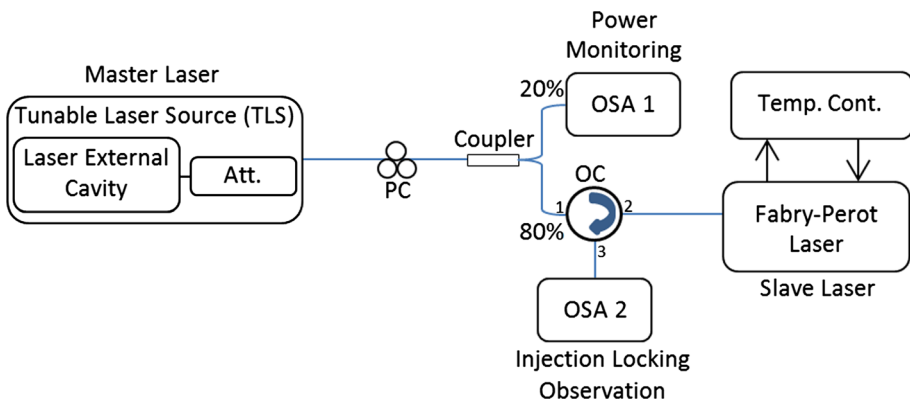 Master Laser
Tunable Laser Source (TLS)
Laser External
Cavity
Att.
PC
Coupler
20%
80%
Power
Monitoring
OSA 1
OC
1
2
3
OSA 2
Injection Locking
Observation
Temp. Cont.
Fabry-Perot
Laser
Slave Laser